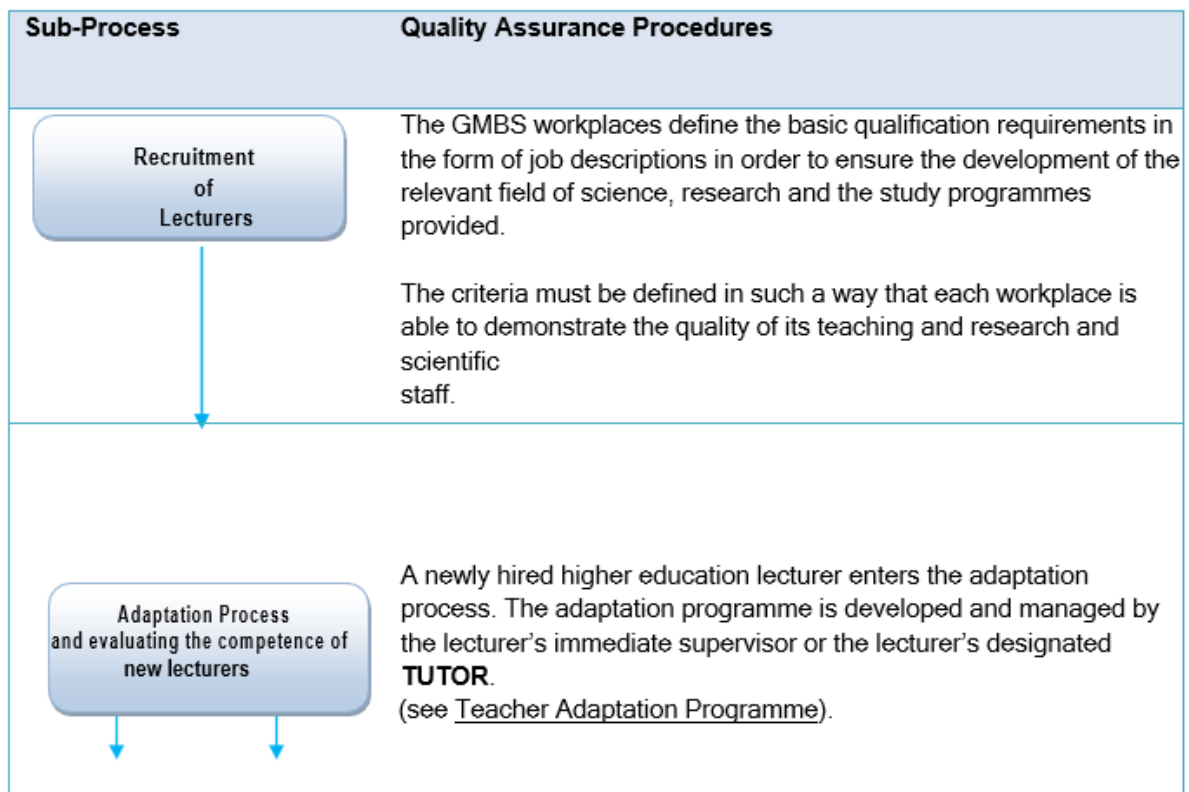 Sub-Process
Quality Assurance Procedures
Recruitment
of
Lecturers
The GMBS workplaces define the basic qualification requirements in
the form of job descriptions in order to ensure the development of the
relevant field of science, research and the study programmes
provided.
The criteria must be defined in such a way that each workplace is
able to demonstrate the quality of its teaching and research and
scientific
staff.
Adaptation Process
and evaluating the competence of
new lecturers
A newly hired higher education lecturer enters the adaptation
process. The adaptation programme is developed and managed by
the lecturer’s immediate supervisor or the lecturer’s designated
TUTOR.
(see Teacher Adaptation Programme).